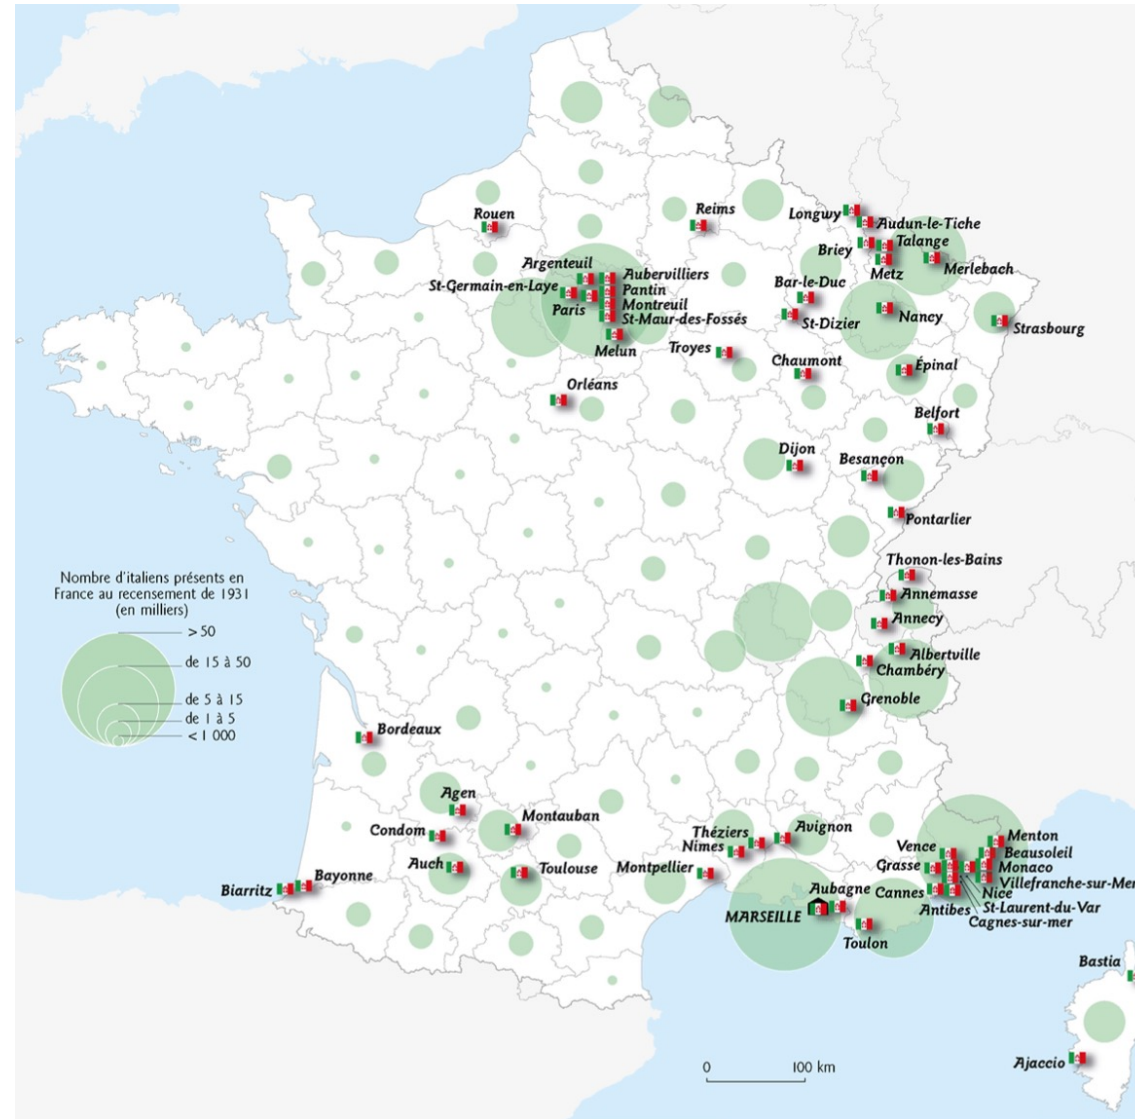 Rouen
Reims
Longwy
Audun-le-Tiche
Briey
Talange
Metz
Merlebach
Argenteuil
Aubervilliers
St-Germain-en-Laye
Pantin
Paris
Montreuil
St-Maur-des-Fossés
Melun
Bar-le-Duc
St-Dizier
Nancy
Strasbourg
Troyes
Chaumont
Épinal
Orléans
Belfort
Dijon
Besançon
Pontarlier
Thonon-les-Bains
Annemasse
Annecy
Albertville
Chambéry
Grenoble
Nombre d'italiens présents en
France au recensement de 1931
(en milliers)
> 50
de 15 à 50
de 5 à 15
de 1 à 5
< 1 000
Bordeaux
Agen
Montauban
Condom
Auch
Toulouse
Biarritz
Bayonne
Théziers
Nîmes
Avignon
Montpellier
Aubagne
MARSEILLE
Toulon
Vence
Menton
Beausoleil
Grasse
Monaco
Villefranche-sur-Mer
Cannes
Nice
Antibes
St-Laurent-du-Var
Cagnes-sur-mer
Bastia
Ajaccio
0 100 km